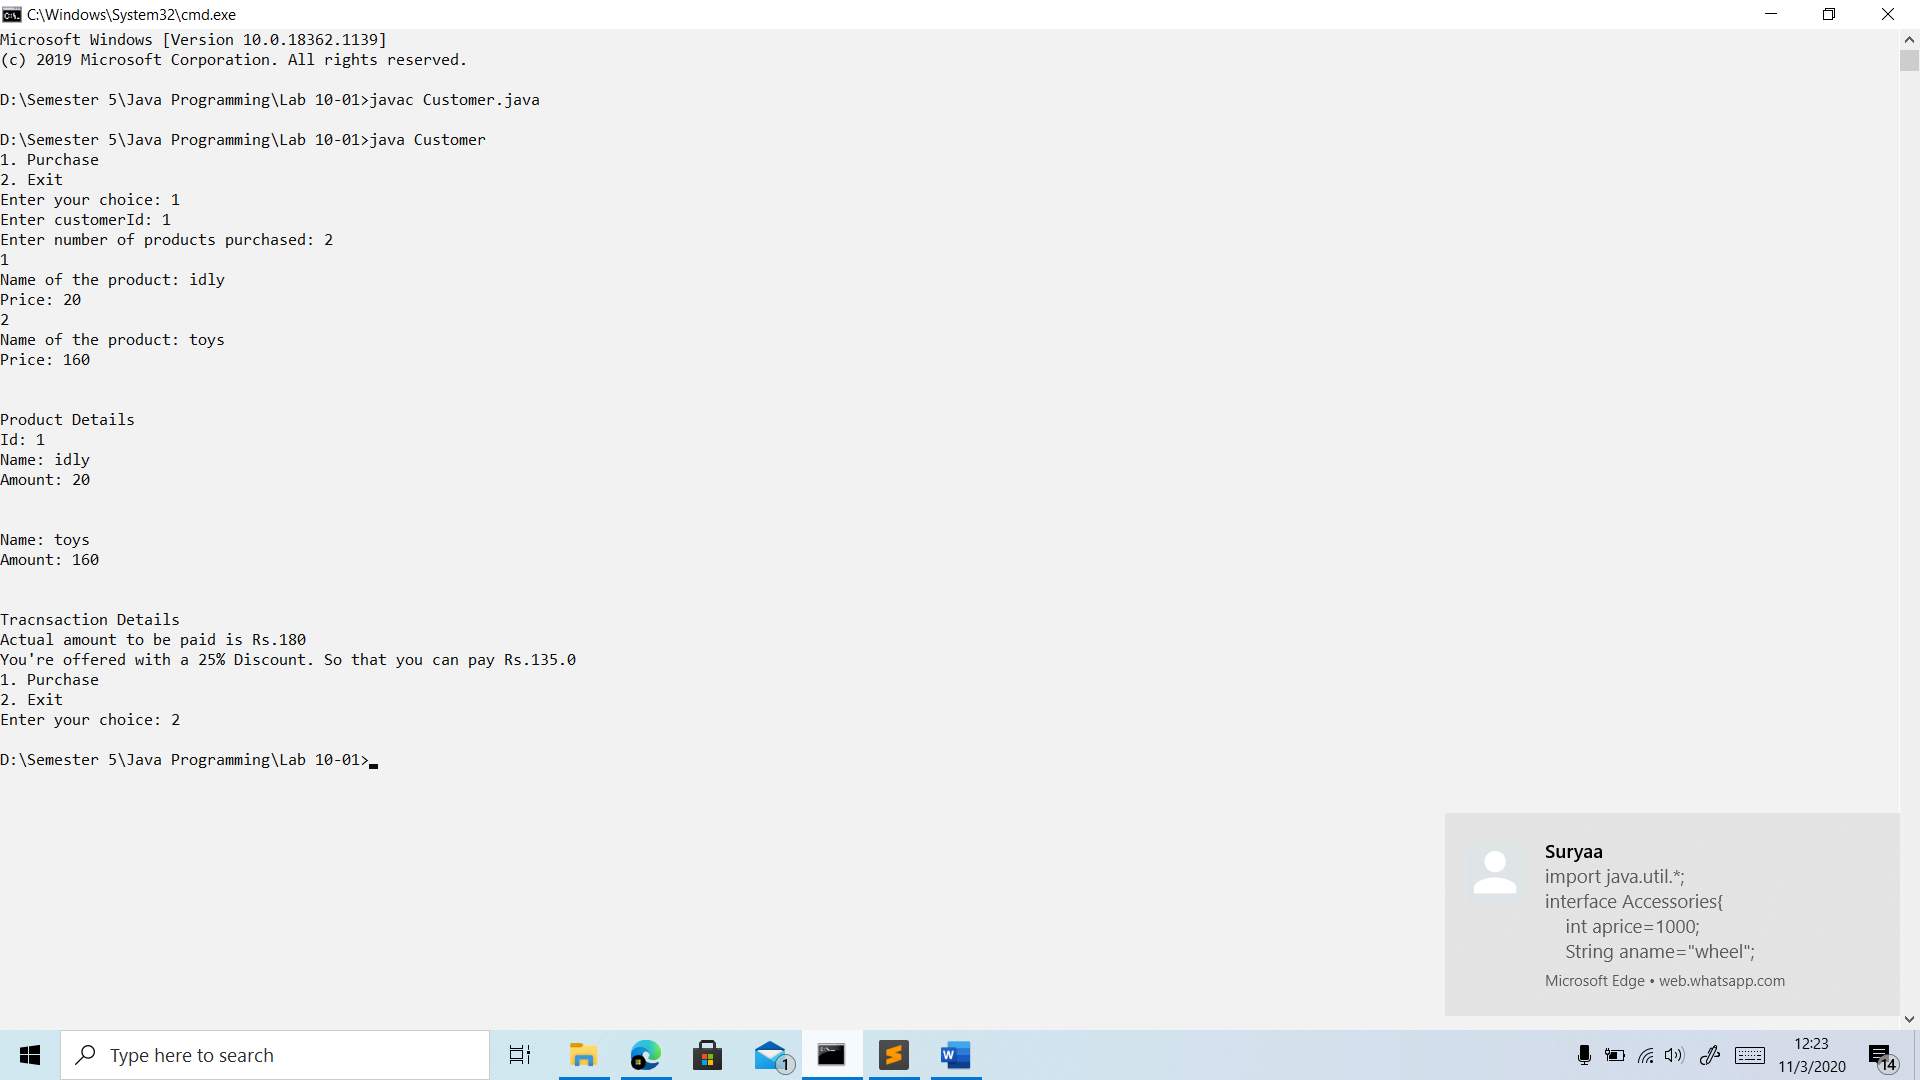 C:\Windows\System32\cmd.exe
Microsoft Windows [Version 10.0.18362.1139]
(c) 2019 Microsoft Corporation. All rights reserved.
D:\Semester 5\Java Programming\Lab 10-01>javac Customer.java
D:\Semester 5\Java Programming\Lab 10-01>java Customer
1. Purchase
2. Exit
Enter your choice: 1
Enter customerId: 1
Enter number of products purchased: 2
1
Name of the product: idly
Price: 20
2
Name of the product: toys
Price: 160
Product Details
Id: 1
Name: idly
Amount: 20
Name: toys
Amount: 160
Tracnsaction Details
Actual amount to be paid is Rs.180
You're offered with a 25% Discount. So that you can pay Rs.135.0
1. Purchase
2. Exit
Enter your choice: 2
D:\Semester 5\Java Programming\Lab 10-01>
Suryaa
import java.util.*;
interface Accessories{
int aprice=1000;
String aname="wheel";
Microsoft Edge • web.whatsapp.com
Type here to search
1
12:23
11/3/2020
14